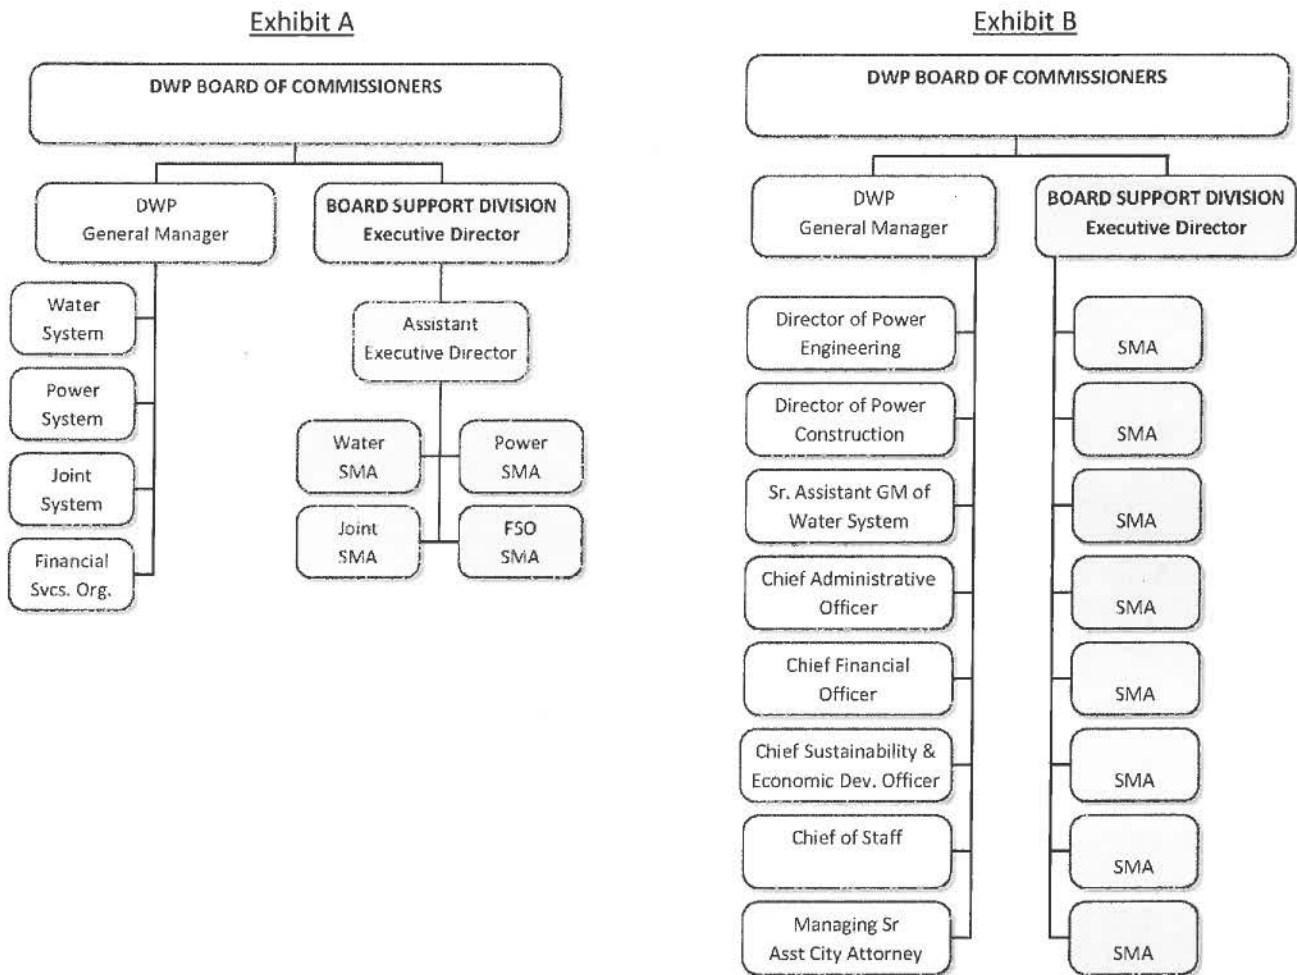 Exhibit A
DWP BOARD OF COMMISSIONERS
DWP
General Manager
BOARD SUPPORT DIVISION
Executive Director
Water
System
Power
System
Joint
System
Financial
Svcs. Org.
Assistant
Executive Director
Water
SMA
Power
SMA
Joint
SMA
FSO
SMA
Exhibit B
DWP BOARD OF COMMISSIONERS
DWP
General Manager
BOARD SUPPORT DIVISION
Executive Director
Director of Power
Engineering
SMA
Director of Power
Construction
SMA
Sr. Assistant GM of
Water System
SMA
Chief Administrative
Officer
SMA
Chief Financial
Officer
SMA
Chief Sustainability &
Economic Dev. Officer
SMA
Chief of Staff
SMA
Managing Sr
Asst City Attorney
SMA